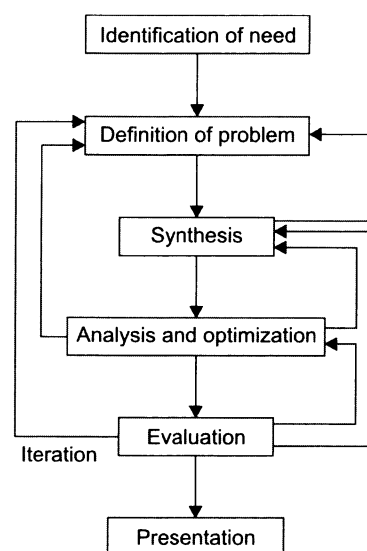 Identification of need
Definition of problem
Synthesis
Analysis and optimization
Evaluation
Iteration
Presentation